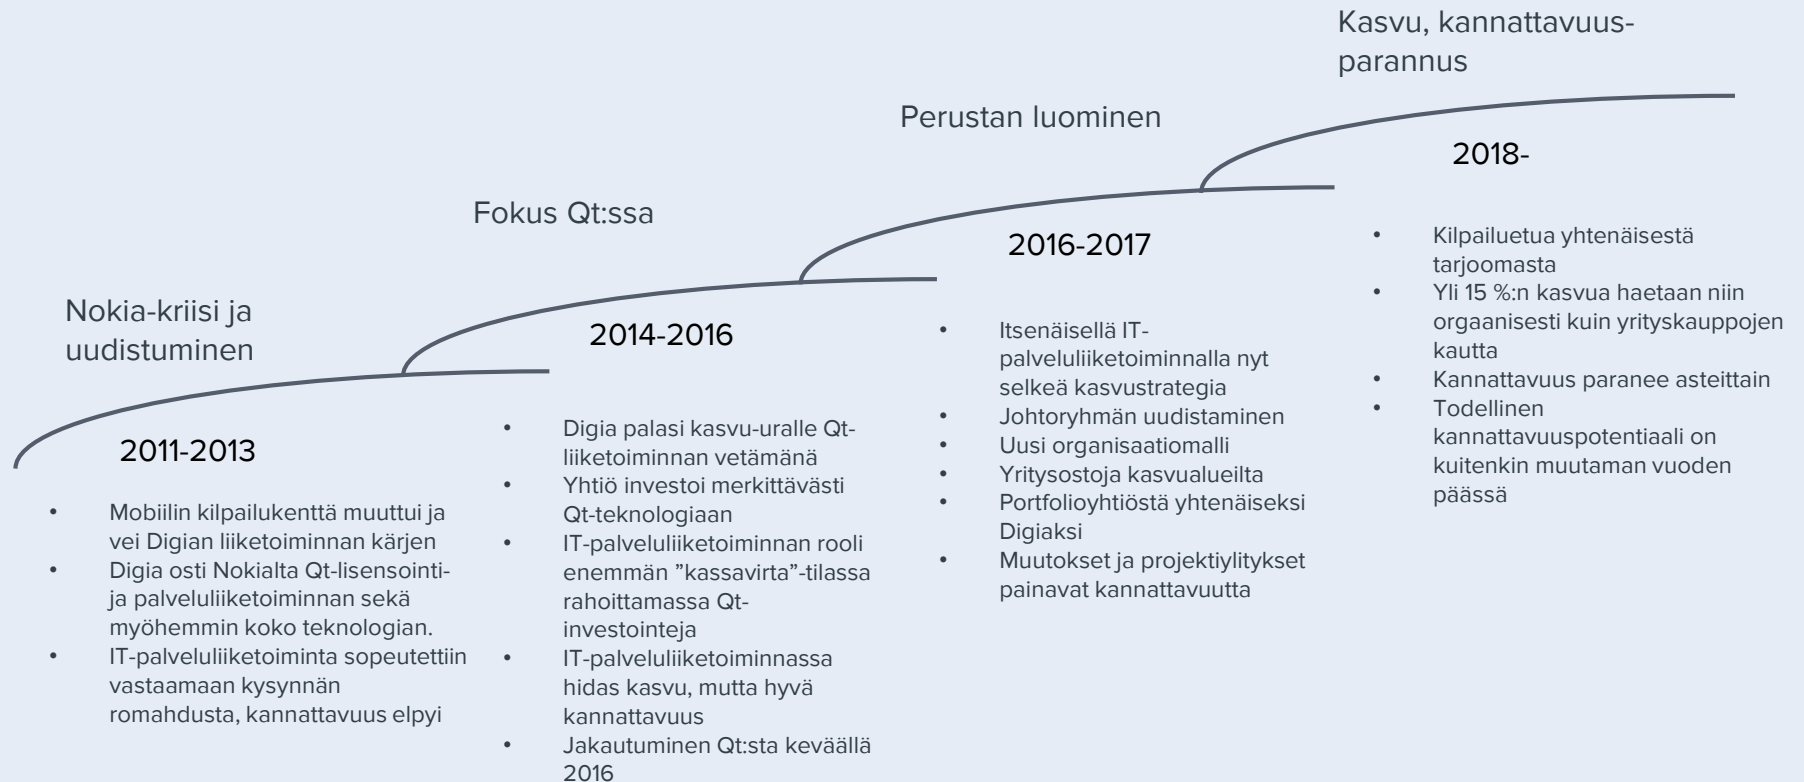 Nokia-kriisi ja
uudistuminen
2011-2013
• Mobiilin kilpailukenttä muuttui ja
vei Digian liiketoiminnan kärjen
• Digia osti Nokialta Qt-lisensointi-
ja palveluliiketoiminnan sekä
myöhemmin koko teknologian.
• IT-palveluliiketoiminta sopeutettiin
vastaamaan kysynnän
romahdusta, kannattavuus elpyi
Fokus Qt:ssa
2014-2016
• Digia palasi kasvu-uralle Qt-
liiketoiminnan vetämänä
• Yhtiö investoi merkittävästi
Qt-teknologiaan
• IT-palveluliiketoiminnan rooli
enemmän ”kassavirta”-tilassa
rahoittamassa Qt-
investointeja
• IT-palveluliiketoiminnassa
hidas kasvu, mutta hyvä
kannattavuus
• Jakautuminen Qt:sta keväällä
2016
Perustan luominen
2016-2017
• Itsenäisellä IT-
palveluliiketoiminnalla nyt
selkeä kasvustrategia
• Johtoryhmän uudistaminen
• Uusi organisaatiomalli
• Yritysostoja kasvualueilta
• Portfolioyhtiöstä yhtenäiseksi
Digiaksi
• Muutokset ja projektiylitykset
painavat kannattavuutta
Kasvu, kannattavuus-
parannus
2018-
• Kilpailuetua yhtenäisestä
tarjoomasta
• Yli 15 %:n kasvua haetaan niin
orgaanisesti kuin yrityskauppojen
kautta
• Kannattavuus paranee asteittain
• Todellinen
kannattavuuspotentiaali on
kuitenkin muutaman vuoden
päässä